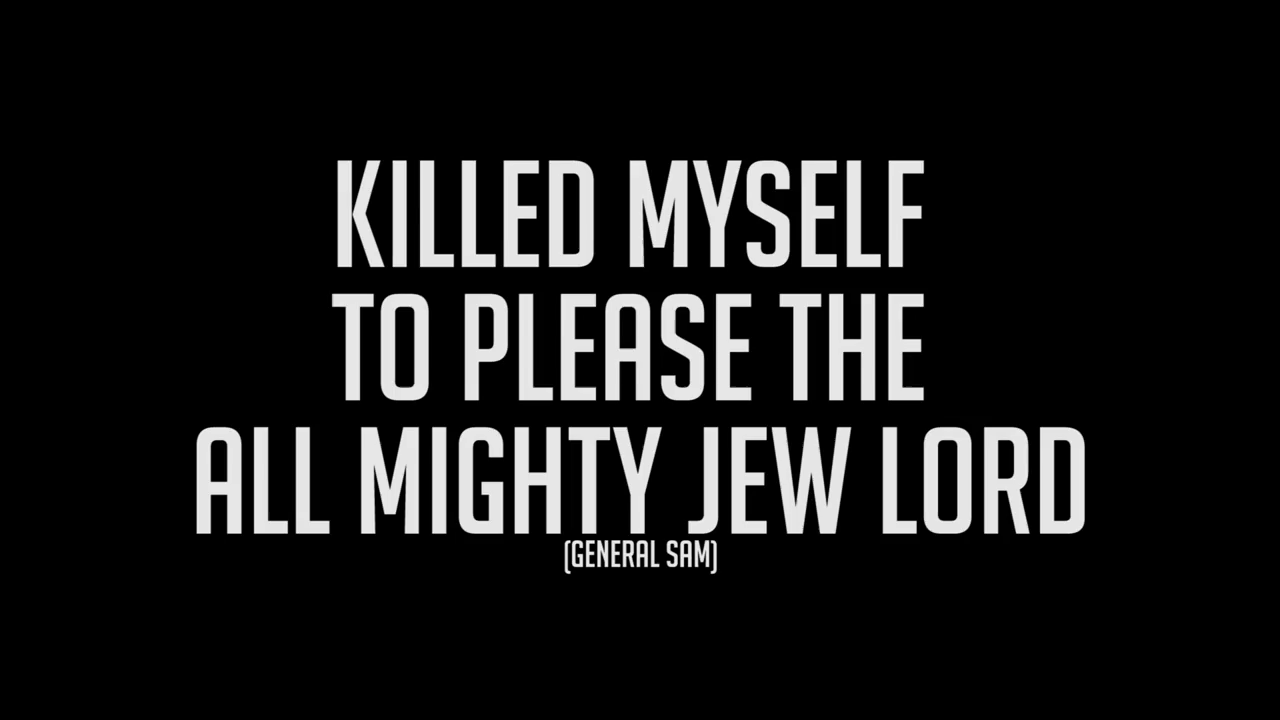 KILLED MYSELF
TO PLEASE THE
ALL MIGHTY JEW LORD
(GENERAL SAM)